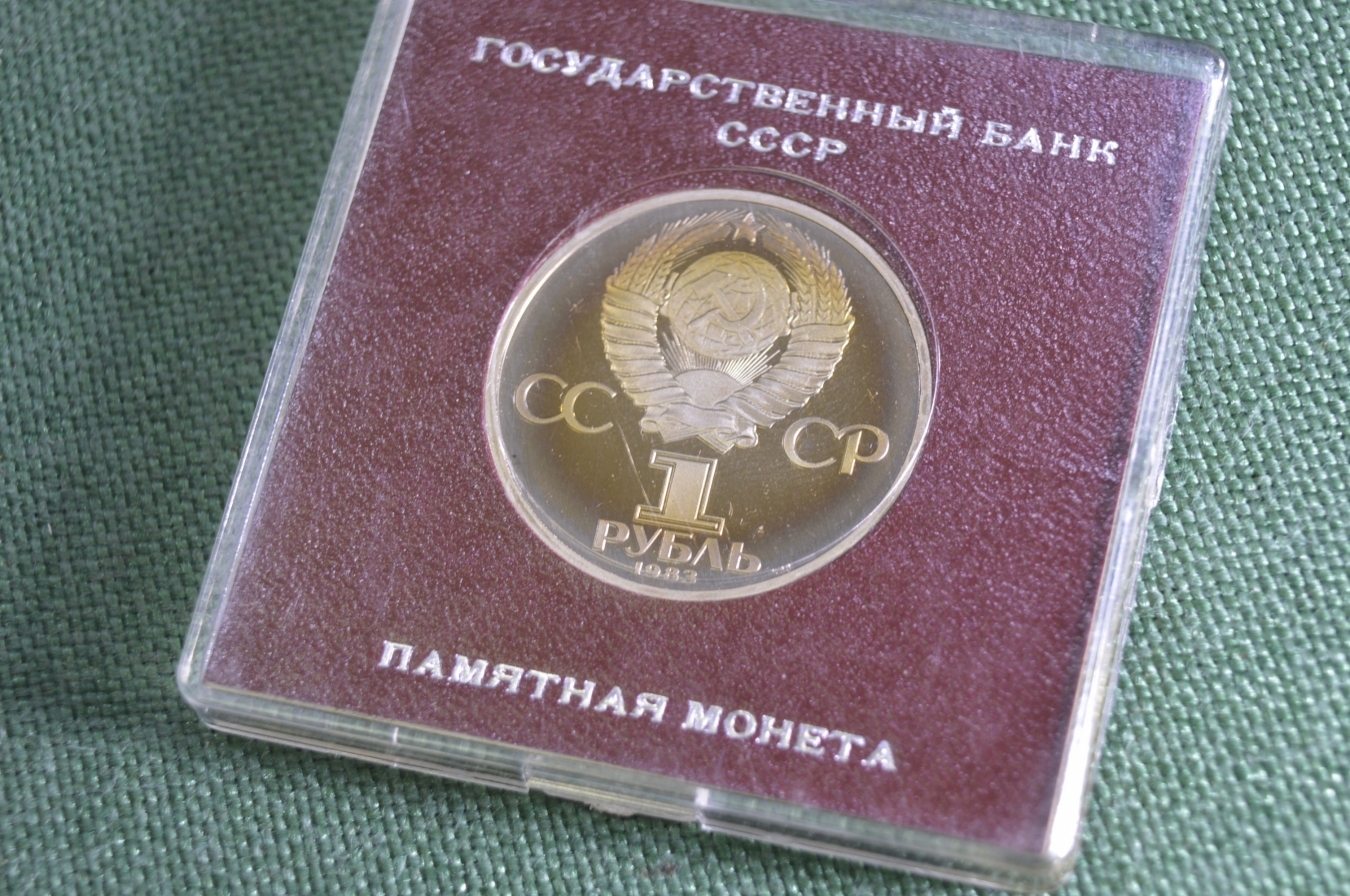 ГОСУДАРСТВЕННЫЙ БАНК
СССР
СС СР
1
РУБЛЬ
1983
ПАМЯТНАЯ МОНЕТА